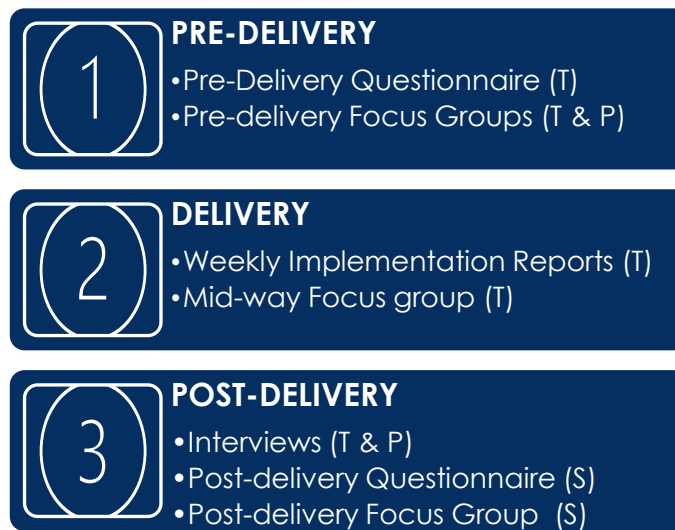 1
PRE-DELIVERY
•Pre-Delivery Questionnaire (T)
•Pre-delivery Focus Groups (T & P)
2
DELIVERY
•Weekly Implementation Reports (T)
•Mid-way Focus group (T)
3
POST-DELIVERY
•Interviews (T & P)
•Post-delivery Questionnaire (S)
•Post-delivery Focus Group (S)